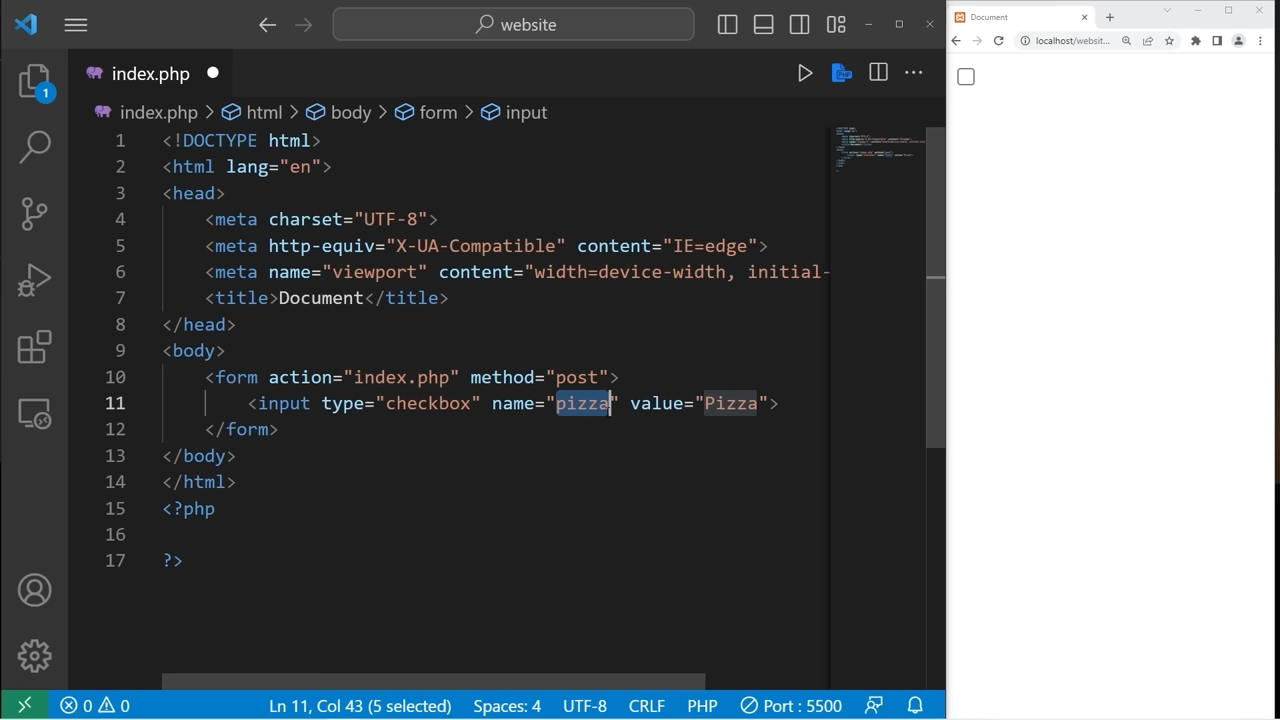 website
index.php
1
index.php > html > body > form > input
1 <!DOCTYPE html>
2 <html lang="en">
3 <head>
4 <meta charset="UTF-8">
5 <meta http-equiv="X-UA-Compatible" content="IE=edge">
6 <meta name="viewport" content="width=device-width, initial-
7 <title>Document</title>
8 </head>
9 <body>
10 <form action="index.php" method="post">
11 <input type="checkbox" name="pizza" value="Pizza">
12 </form>
13 </body>
14 </html>
15 <?php
16
17 ?>
0 0 Ln 11, Col 43 (5 selected) Spaces: 4 UTF-8 CRLF PHP Port : 5500
Document
localhost/websit...